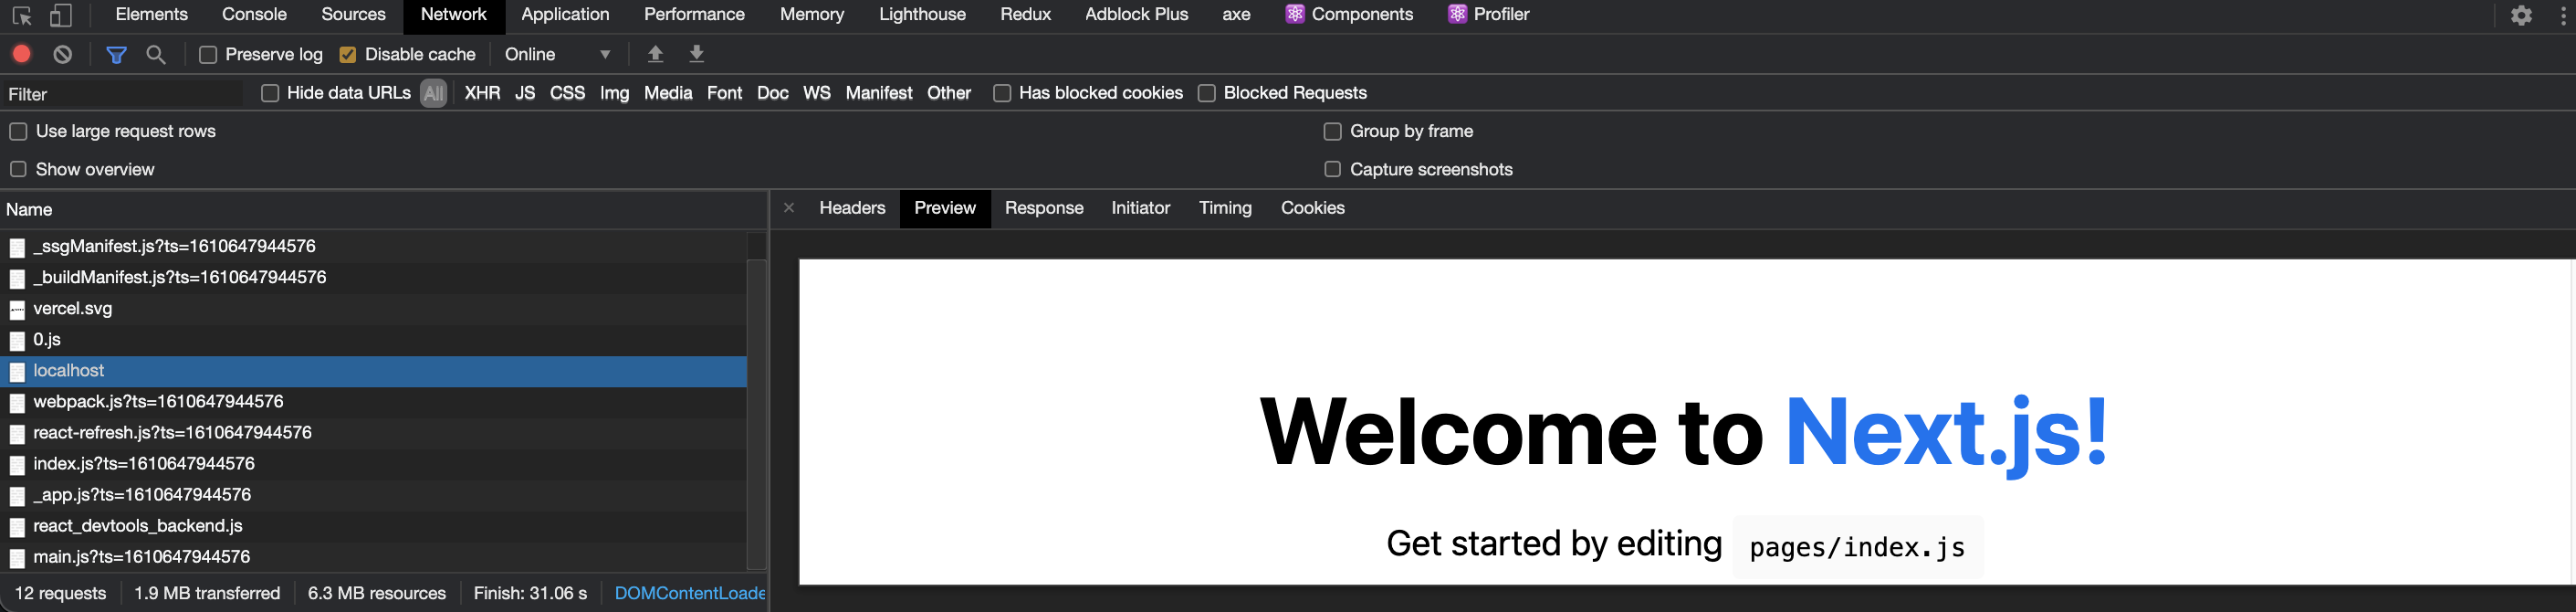 Elements Console Sources Network Application Performance Memory Lighthouse Redux Adblock Plus axe Components Profiler
Preserve log Disable cache Online
Filter Hide data URLs All XHR JS CSS Img Media Font Doc WS Manifest Other Has blocked cookies Blocked Requests
Use large request rows Group by frame
Show overview Capture screenshots
Name
Headers Preview Response Initiator Timing Cookies
_ssgManifest.js?ts=1610647944576
_buildManifest.js?ts=1610647944576
vercel.svg
0.js
localhost
webpack.js?ts=1610647944576
react-refresh.js?ts=1610647944576
index.js?ts=1610647944576
_app.js?ts=1610647944576
react_devtools_backend.js
main.js?ts=1610647944576
Welcome to Next.js!
Get started by editing pages/index.js
12 requests 1.9 MB transferred 6.3 MB resources Finish: 31.06 s DOMContentLoade